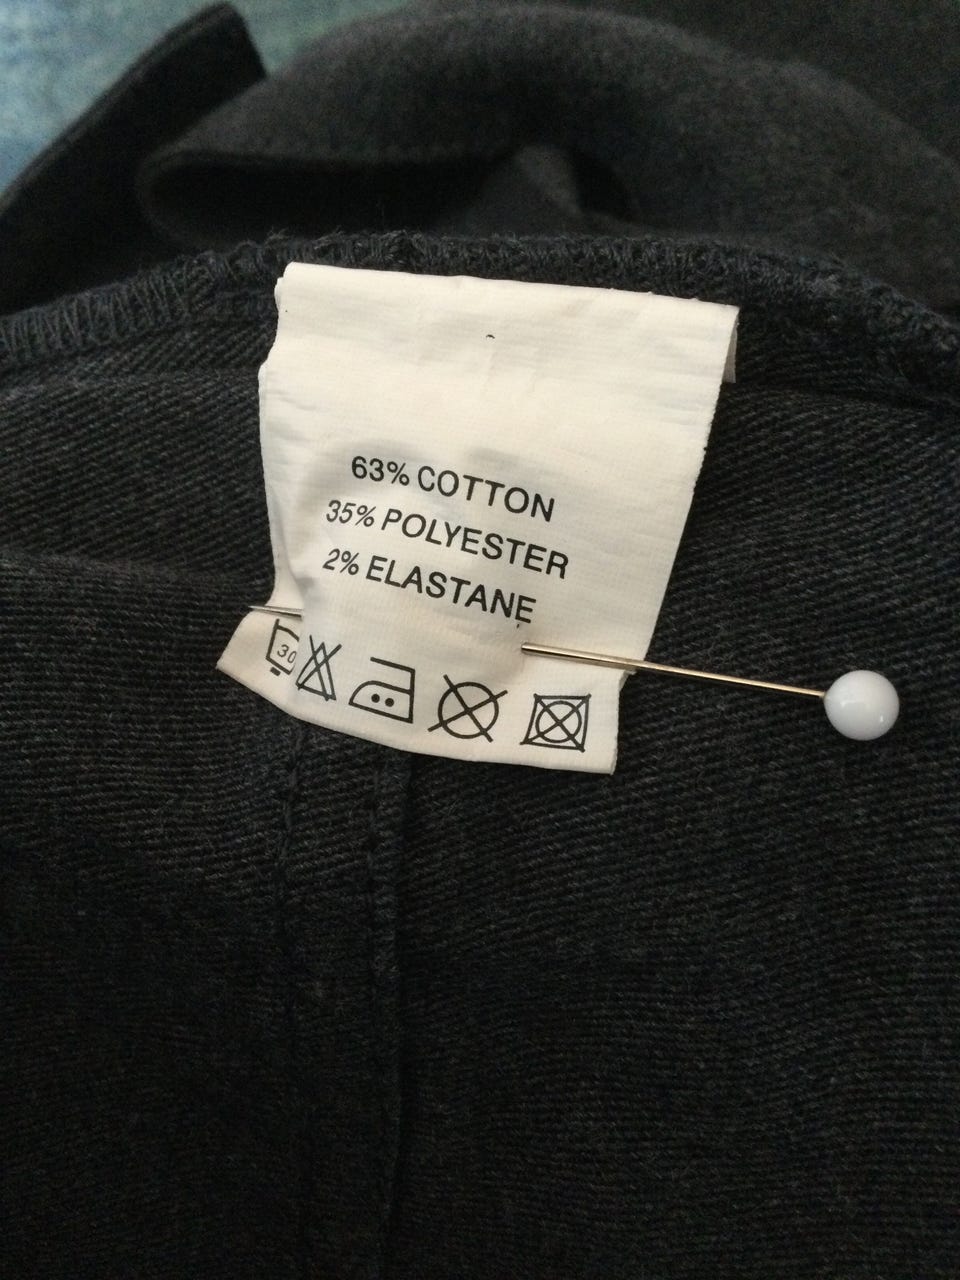 63% COTTON
35% POLYESTER
2% ELASTANE
30